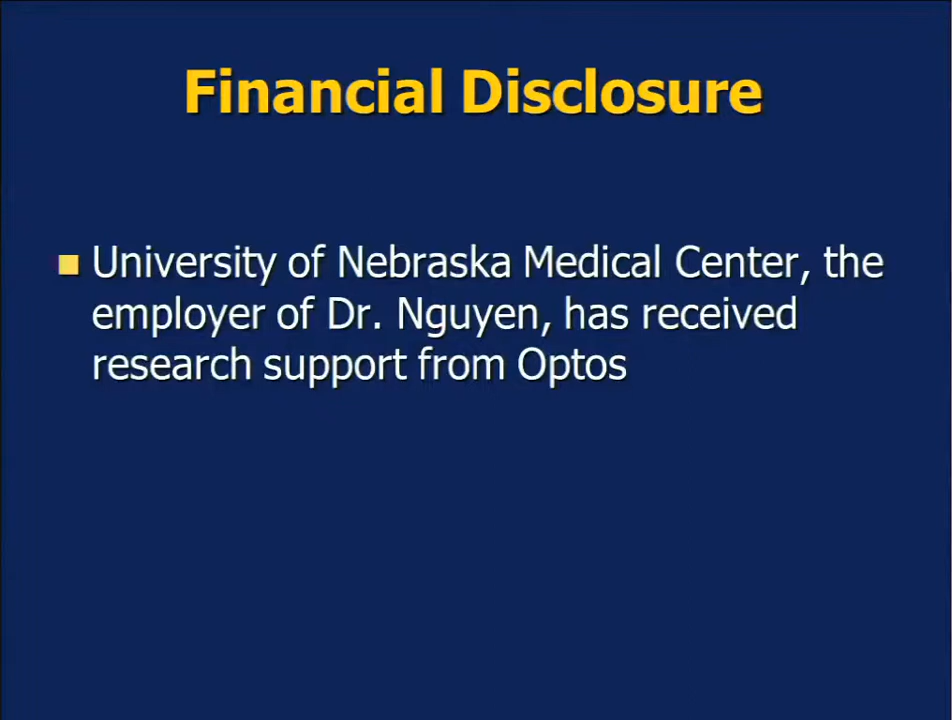 Financial Disclosure
University of Nebraska Medical Center, the
employer of Dr. Nguyen, has received
research support from Optos